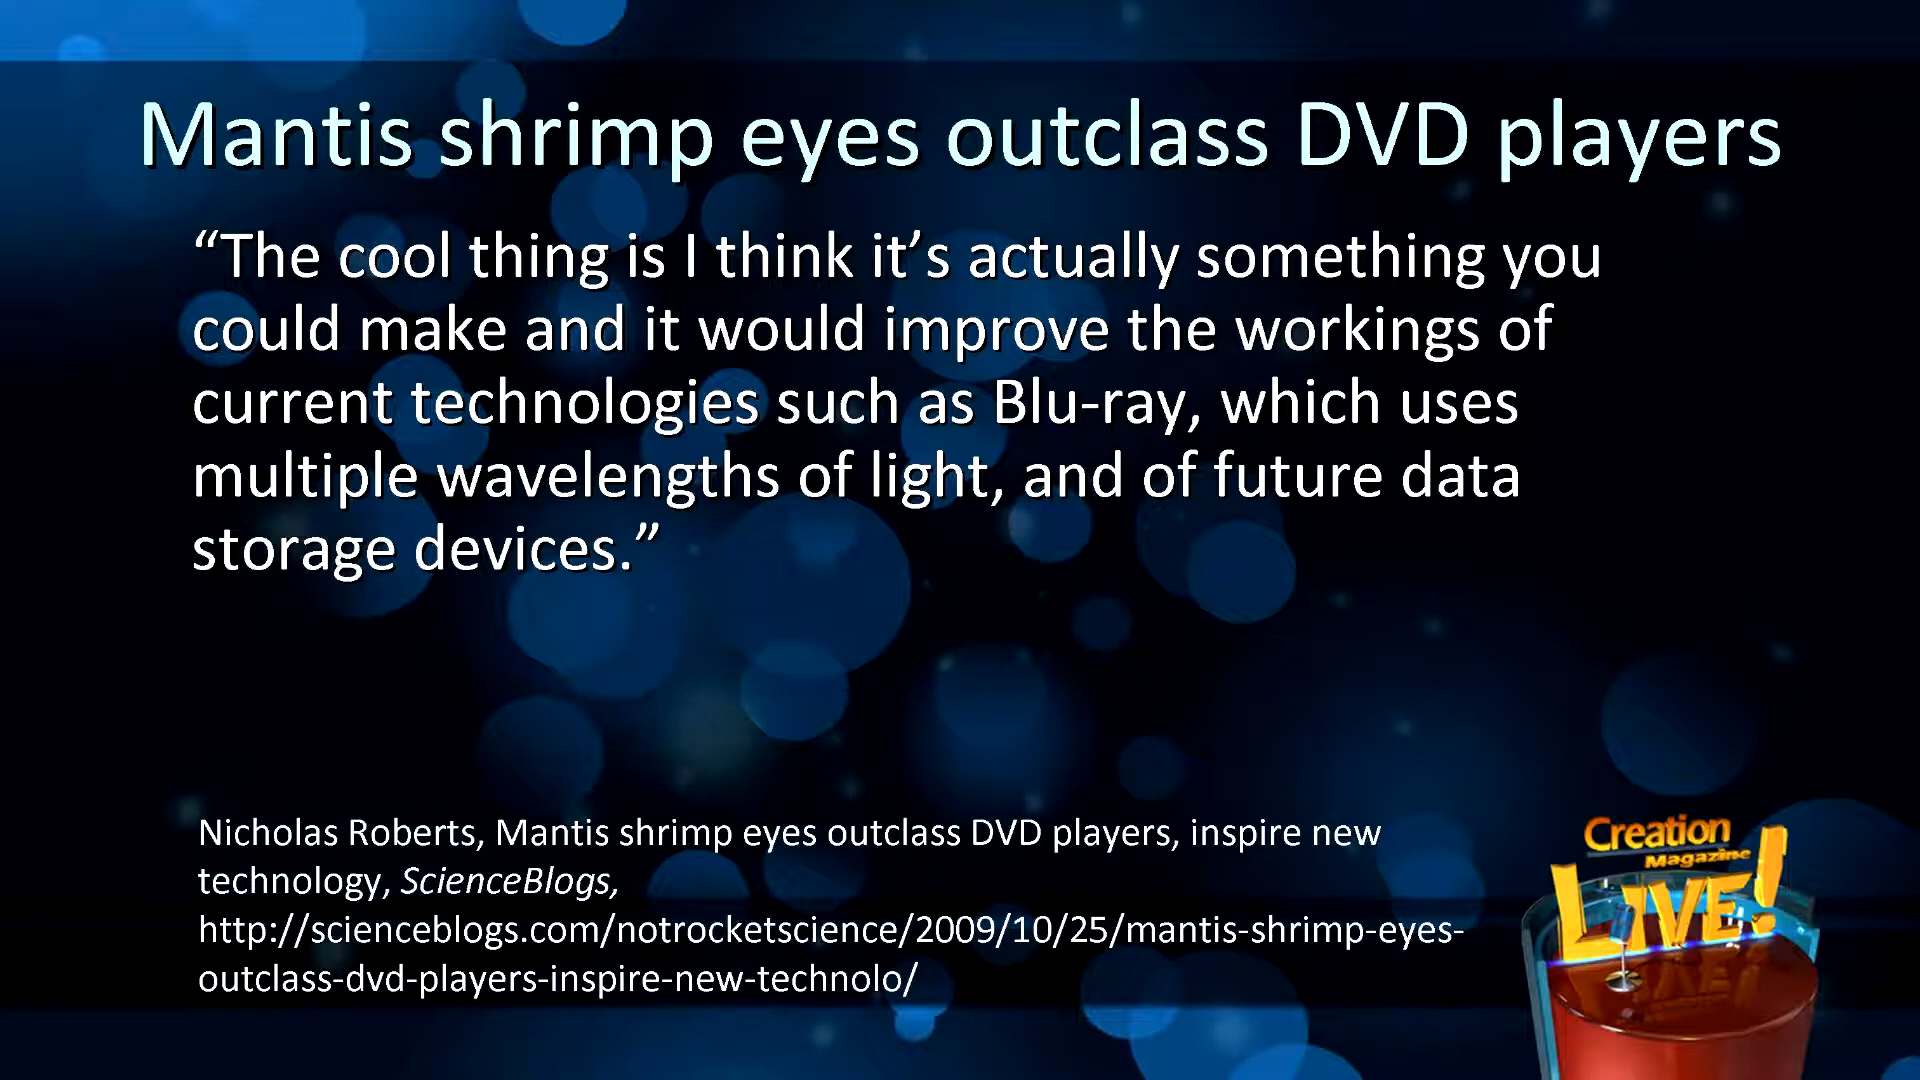 Mantis shrimp eyes outclass DVD players
“The cool thing is I think it’s actually something you
could make and it would improve the workings of
current technologies such as Blu-ray, which uses
multiple wavelengths of light, and of future data
storage devices.”
Nicholas Roberts, Mantis shrimp eyes outclass DVD players, inspire new
technology, ScienceBlogs,
http://scienceblogs.com/notrocketscience/2009/10/25/mantis-shrimp-eyes-
outclass-dvd-players-inspire-new-technolo/
Creation
Magazine
LIVE!